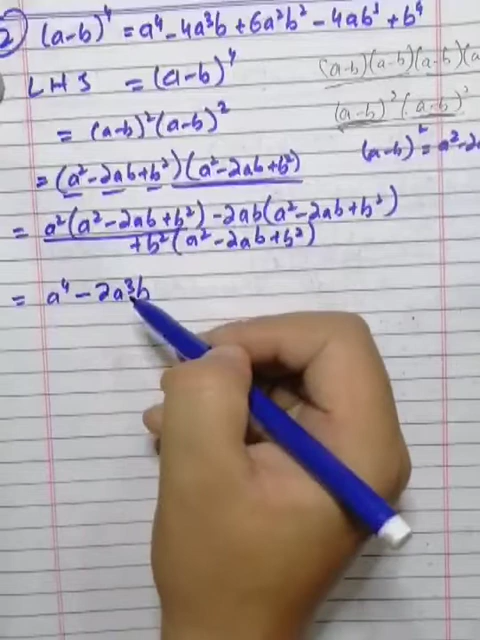 2) (a-b)⁴ = a⁴ - 4a³b + 6a²b² - 4ab³ + b⁴
LHS = (a-b)⁴
(a-b)(a-b)(a-b)(a
= (a-b)²(a-b)²
(a-b)² (a-b)²
(a-b)² = a² - 2a
= (a² - 2ab + b²)(a² - 2ab + b²)
= a²(a² - 2ab + b²) - 2ab(a² - 2ab + b²)
+ b²(a² - 2ab + b²)
= a⁴ - 2a³b